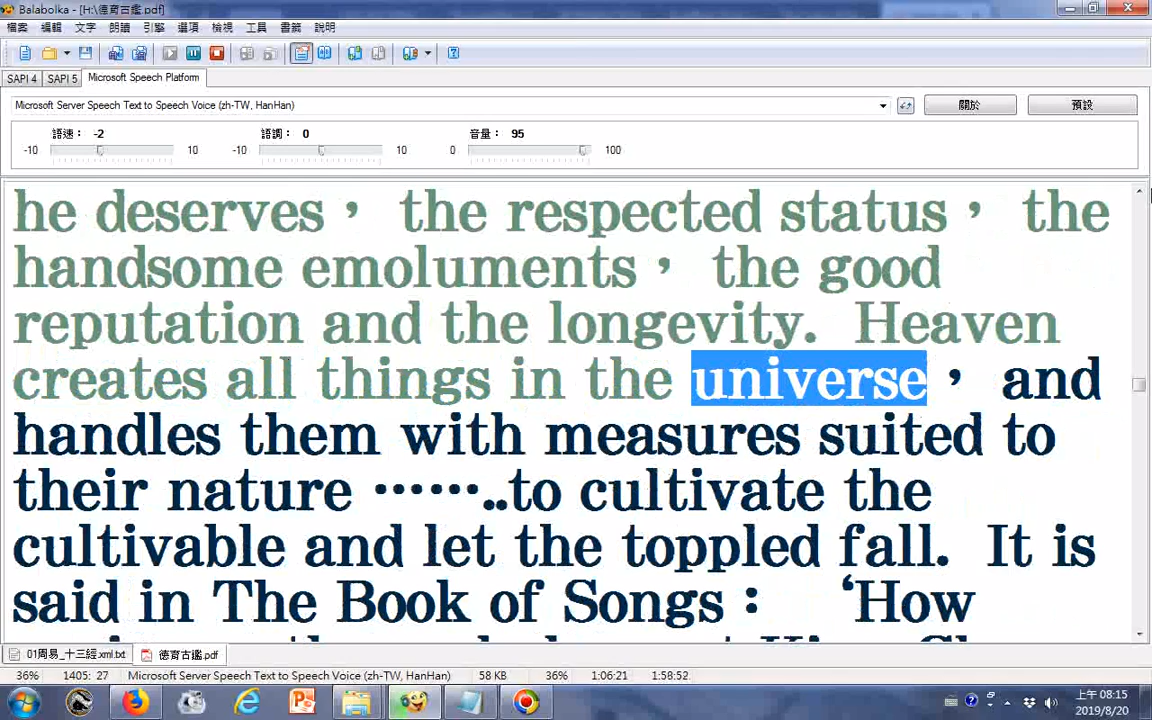 Balabolka - [H:\德育古鑑.pdf]
檔案 編輯 文字 朗讀 引擎 選項 檢視 工具 書籤 說明
SAPI 4 SAPI 5 Microsoft Speech Platform
Microsoft Server Speech Text to Speech Voice (zh-TW, HanHan) 關於 預設
語速： -2 語調： 0 音量： 95
-10 10 -10 10 0 100
he deserves， the respected status， the
handsome emoluments， the good
reputation and the longevity. Heaven
creates all things in the universe， and
handles them with measures suited to
their nature ‧‧‧‧‧‧..to cultivate the
cultivable and let the toppled fall. It is
said in The Book of Songs： ‘How
01周易_十三經.xml.txt 德育古鑑.pdf
36% 1405: 27 Microsoft Server Speech Text to Speech Voice (zh-TW, HanHan) 58 KB 36% 1:06:21 1:58:52.
上午 08:15
2019/8/20